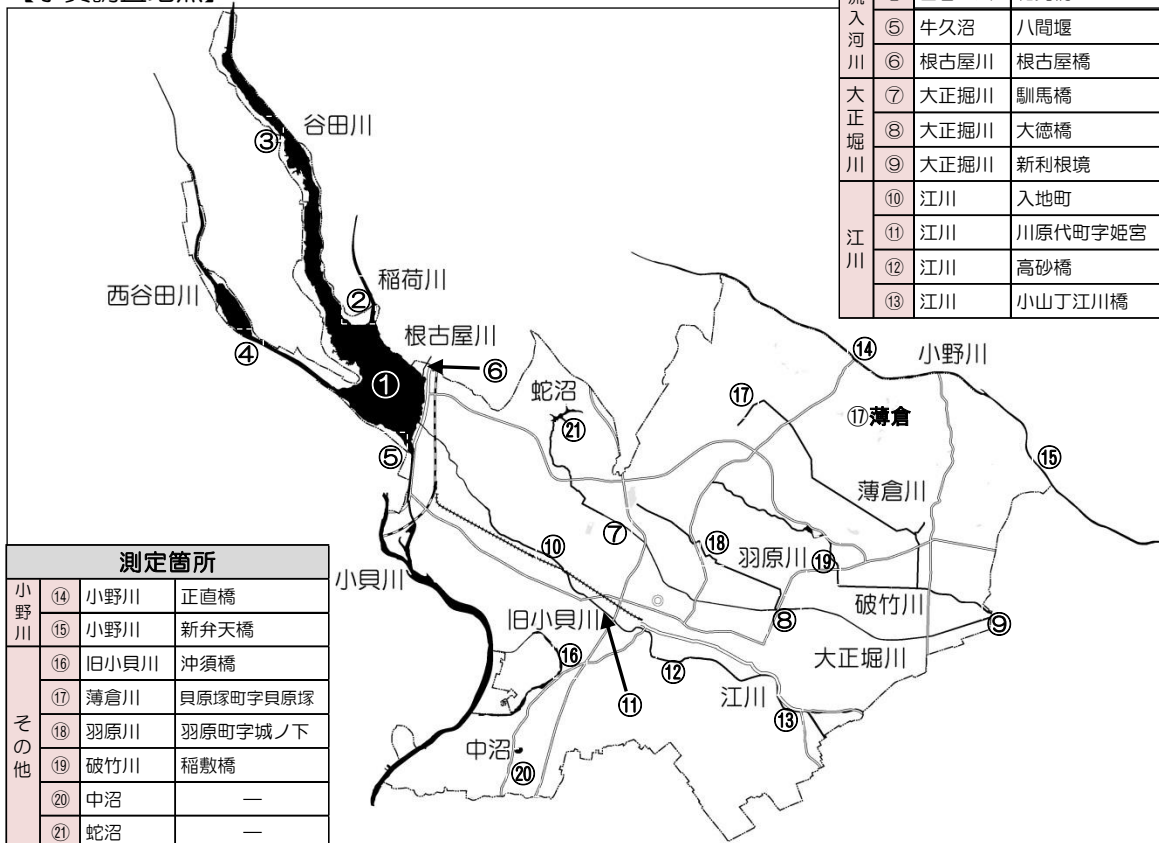 流入河川
⑤ 牛久沼 八間堰
⑥ 根古屋川 根古屋橋
大正堀川
⑦ 大正掘川 馴馬橋
⑧ 大正掘川 大徳橋
⑨ 大正掘川 新利根境
江川
⑩ 江川 入地町
⑪ 江川 川原代町字姫宮
⑫ 江川 高砂橋
⑬ 江川 小山丁江川橋
谷田川
③
稲荷川
②
西谷田川
④
根古屋川
①
⑥
⑭
小野川
蛇沼
⑰
㉑
⑰薄倉
⑤
⑮
薄倉川
⑦
⑩
⑱
羽原川
⑲
小貝川
破竹川
旧小貝川
⑧
⑨
⑯
大正堀川
⑫
⑪
江川
⑬
中沼
⑳
測定箇所
小野川
⑭ 小野川 正直橋
⑮ 小野川 新弁天橋
その他
⑯ 旧小貝川 沖須橋
⑰ 薄倉川 貝原塚町字貝原塚
⑱ 羽原川 羽原町字城ノ下
⑲ 破竹川 稲敷橋
⑳ 中沼 ―
㉑ 蛇沼 ―